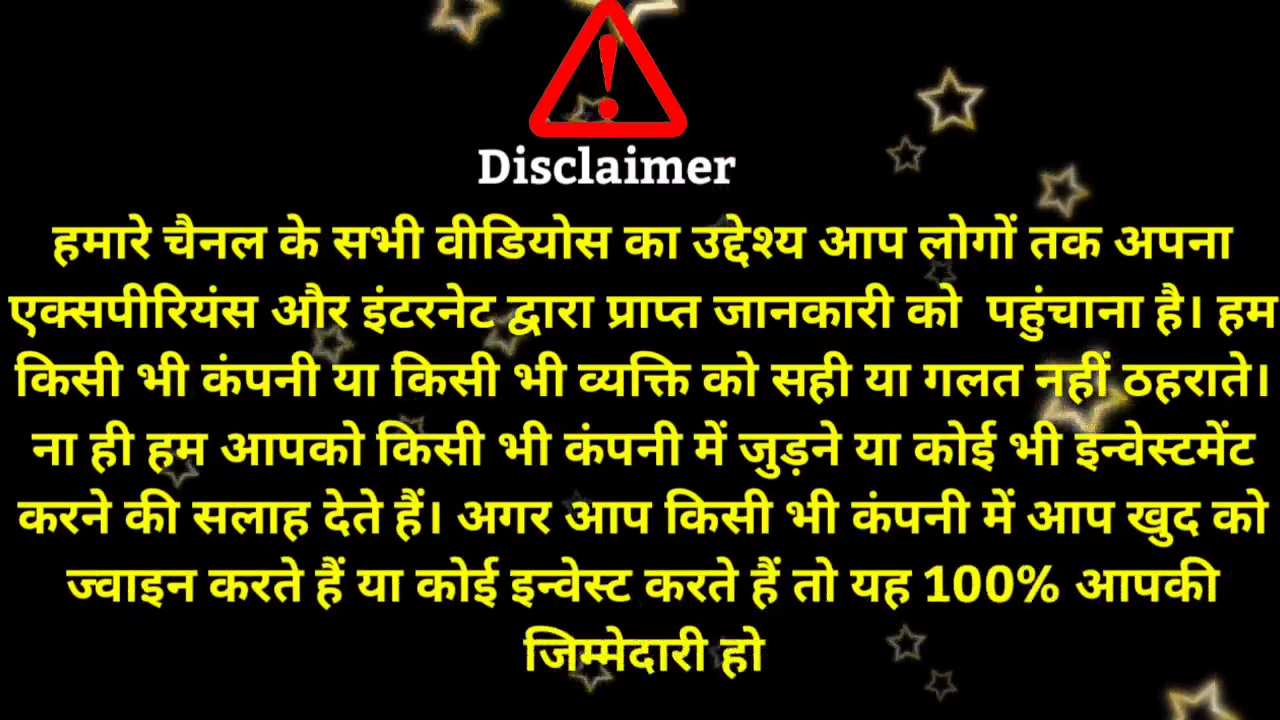 Disclaimer
हमारे चैनल के सभी वीडियोस का उद्देश्य आप लोगों तक अपना
एक्सपीरियंस और इंटरनेट द्वारा प्राप्त जानकारी को पहुंचाना है। हम
किसी भी कंपनी या किसी भी व्यक्ति को सही या गलत नहीं ठहराते।
ना ही हम आपको किसी भी कंपनी में जुड़ने या कोई भी इन्वेस्टमेंट
करने की सलाह देते हैं। अगर आप किसी भी कंपनी में आप खुद को
ज्वाइन करते हैं या कोई इन्वेस्ट करते हैं तो यह 100% आपकी
जिम्मेदारी हो